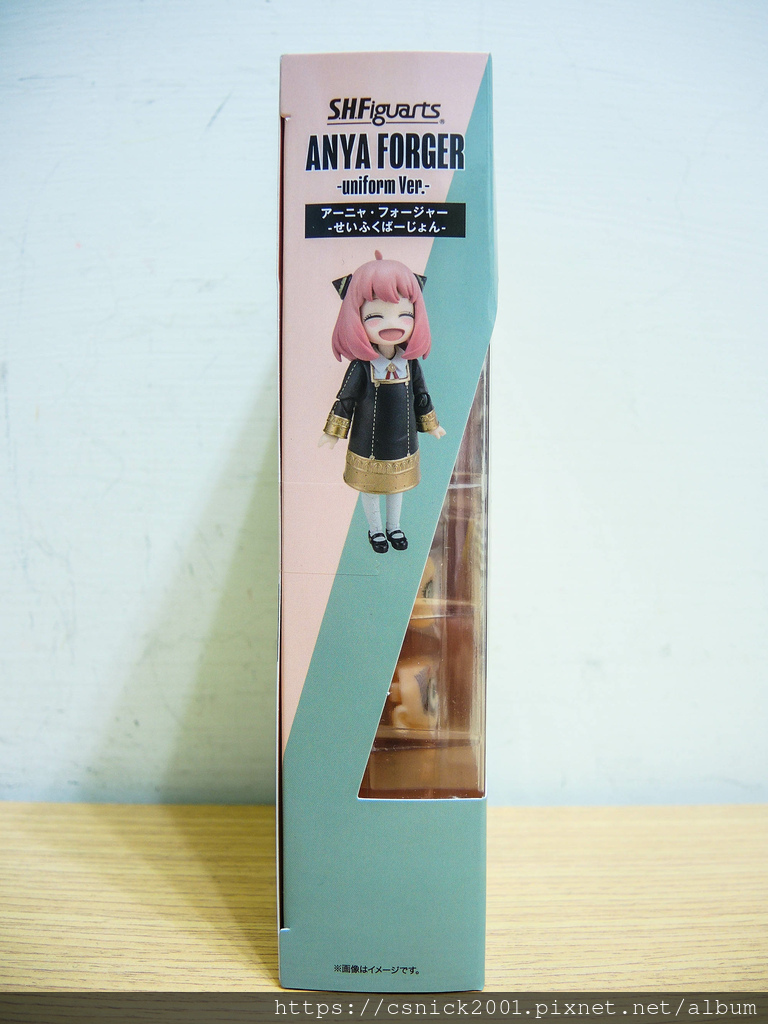 S.H.Figuarts®
ANYA FORGER
-uniform Ver.-
アーニャ・フォージャー
-せいふくばーじょん-
※画像はイメージです。
https://csnick2001.pixnet.net/album